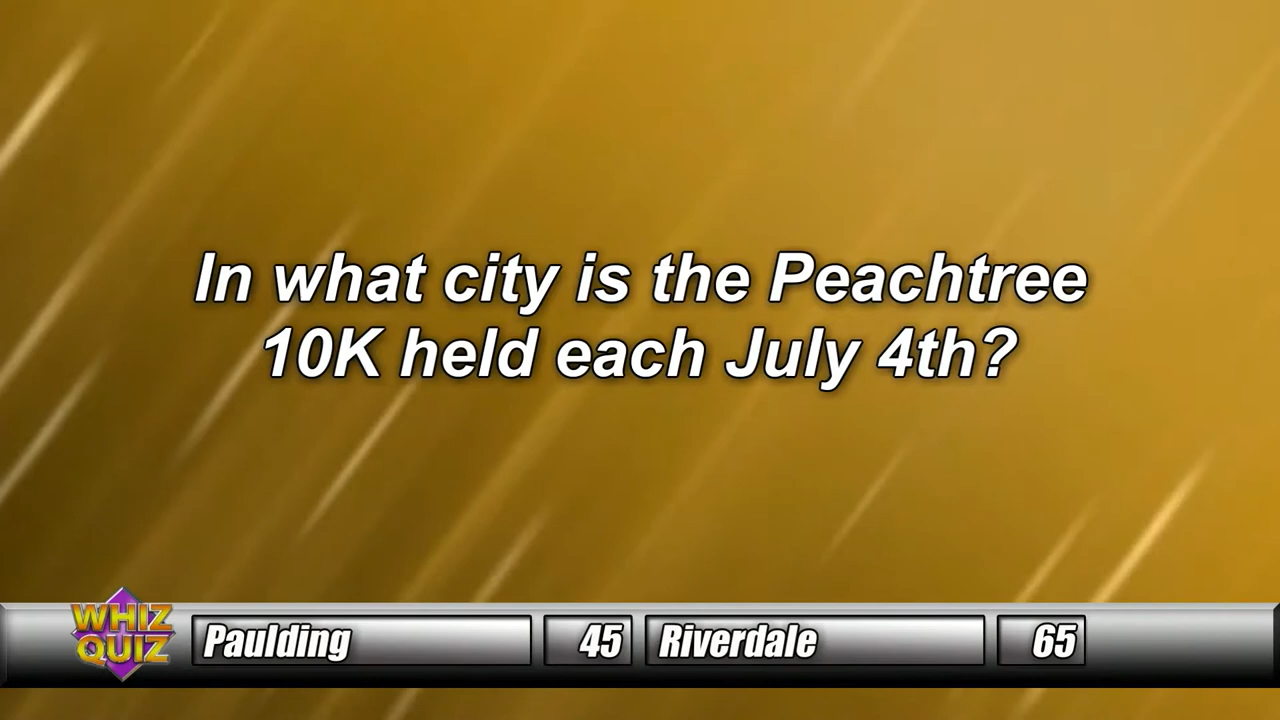 In what city is the Peachtree
10K held each July 4th?
WHIZ
QUIZ
Paulding 45 Riverdale 65